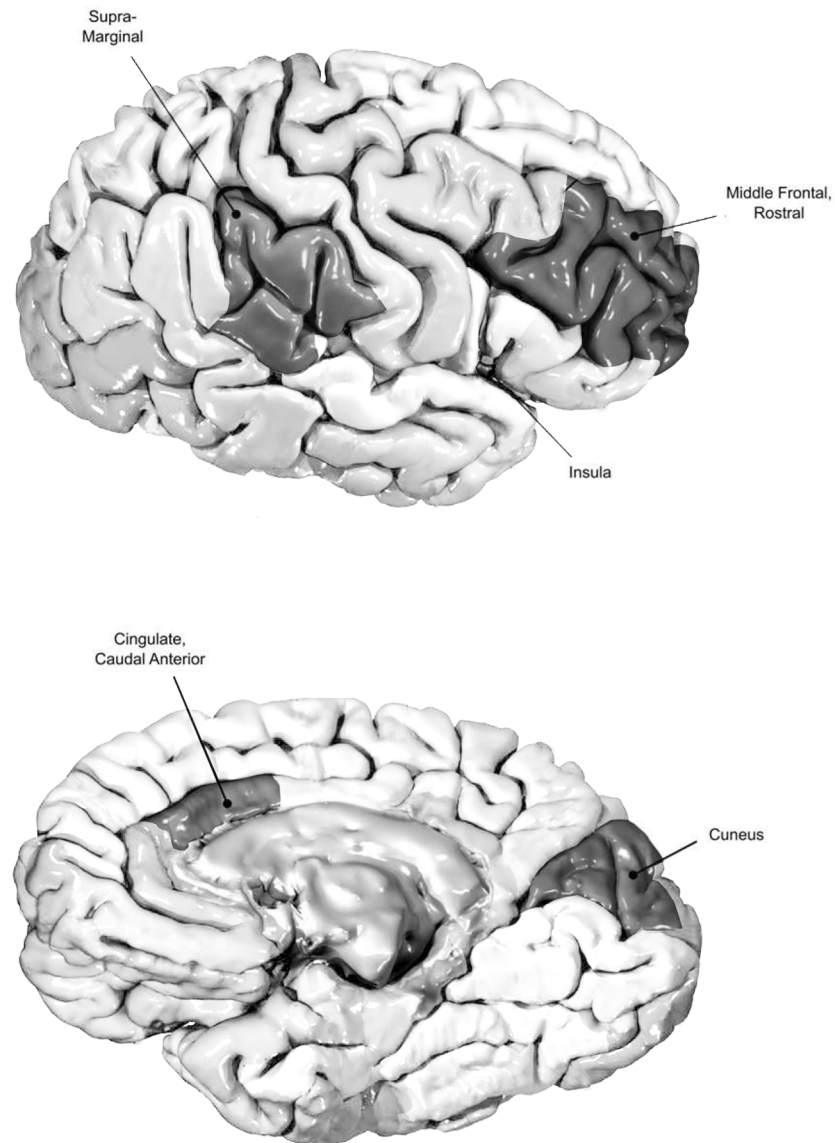 Supra-
Marginal
Middle Frontal,
Rostral
Insula
Cingulate,
Caudal Anterior
Cuneus